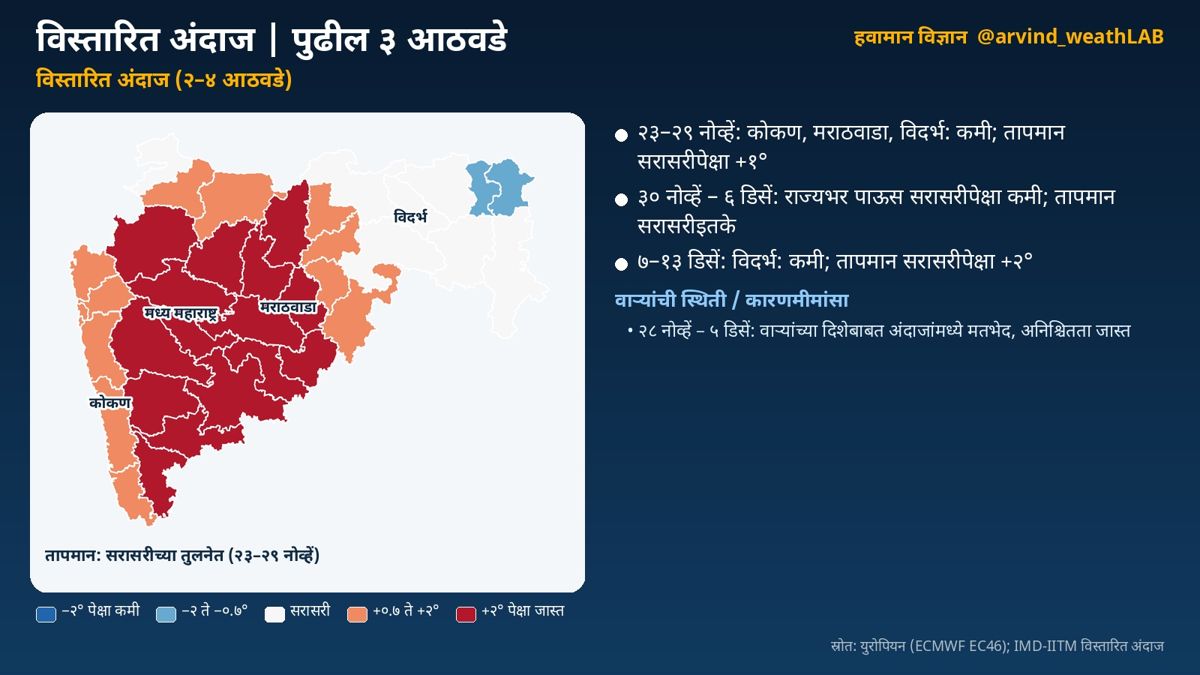 विस्तारित अंदाज | पुढील ३ आठवडे
हवामान विज्ञान @arvind_weathLAB
विस्तारित अंदाज (२–४ आठवडे)
विदर्भ
मध्य महाराष्ट्र
मराठवाडा
कोकण
तापमान: सरासरीच्या तुलनेत (२३–२९ नोव्हें)
−२° पेक्षा कमी
−२ ते −०.७°
सरासरी
+०.७ ते +२°
+२° पेक्षा जास्त
● २३–२९ नोव्हें: कोकण, मराठवाडा, विदर्भ: कमी; तापमान
सरासरीपेक्षा +१°
● ३० नोव्हें – ६ डिसें: राज्यभर पाऊस सरासरीपेक्षा कमी; तापमान
सरासरीइतके
● ७–१३ डिसें: विदर्भ: कमी; तापमान सरासरीपेक्षा +२°
वाऱ्यांची स्थिती / कारणमीमांसा
• २८ नोव्हें – ५ डिसें: वाऱ्यांच्या दिशेबाबत अंदाजांमध्ये मतभेद, अनिश्चितता जास्त
स्रोत: युरोपियन (ECMWF EC46); IMD-IITM विस्तारित अंदाज